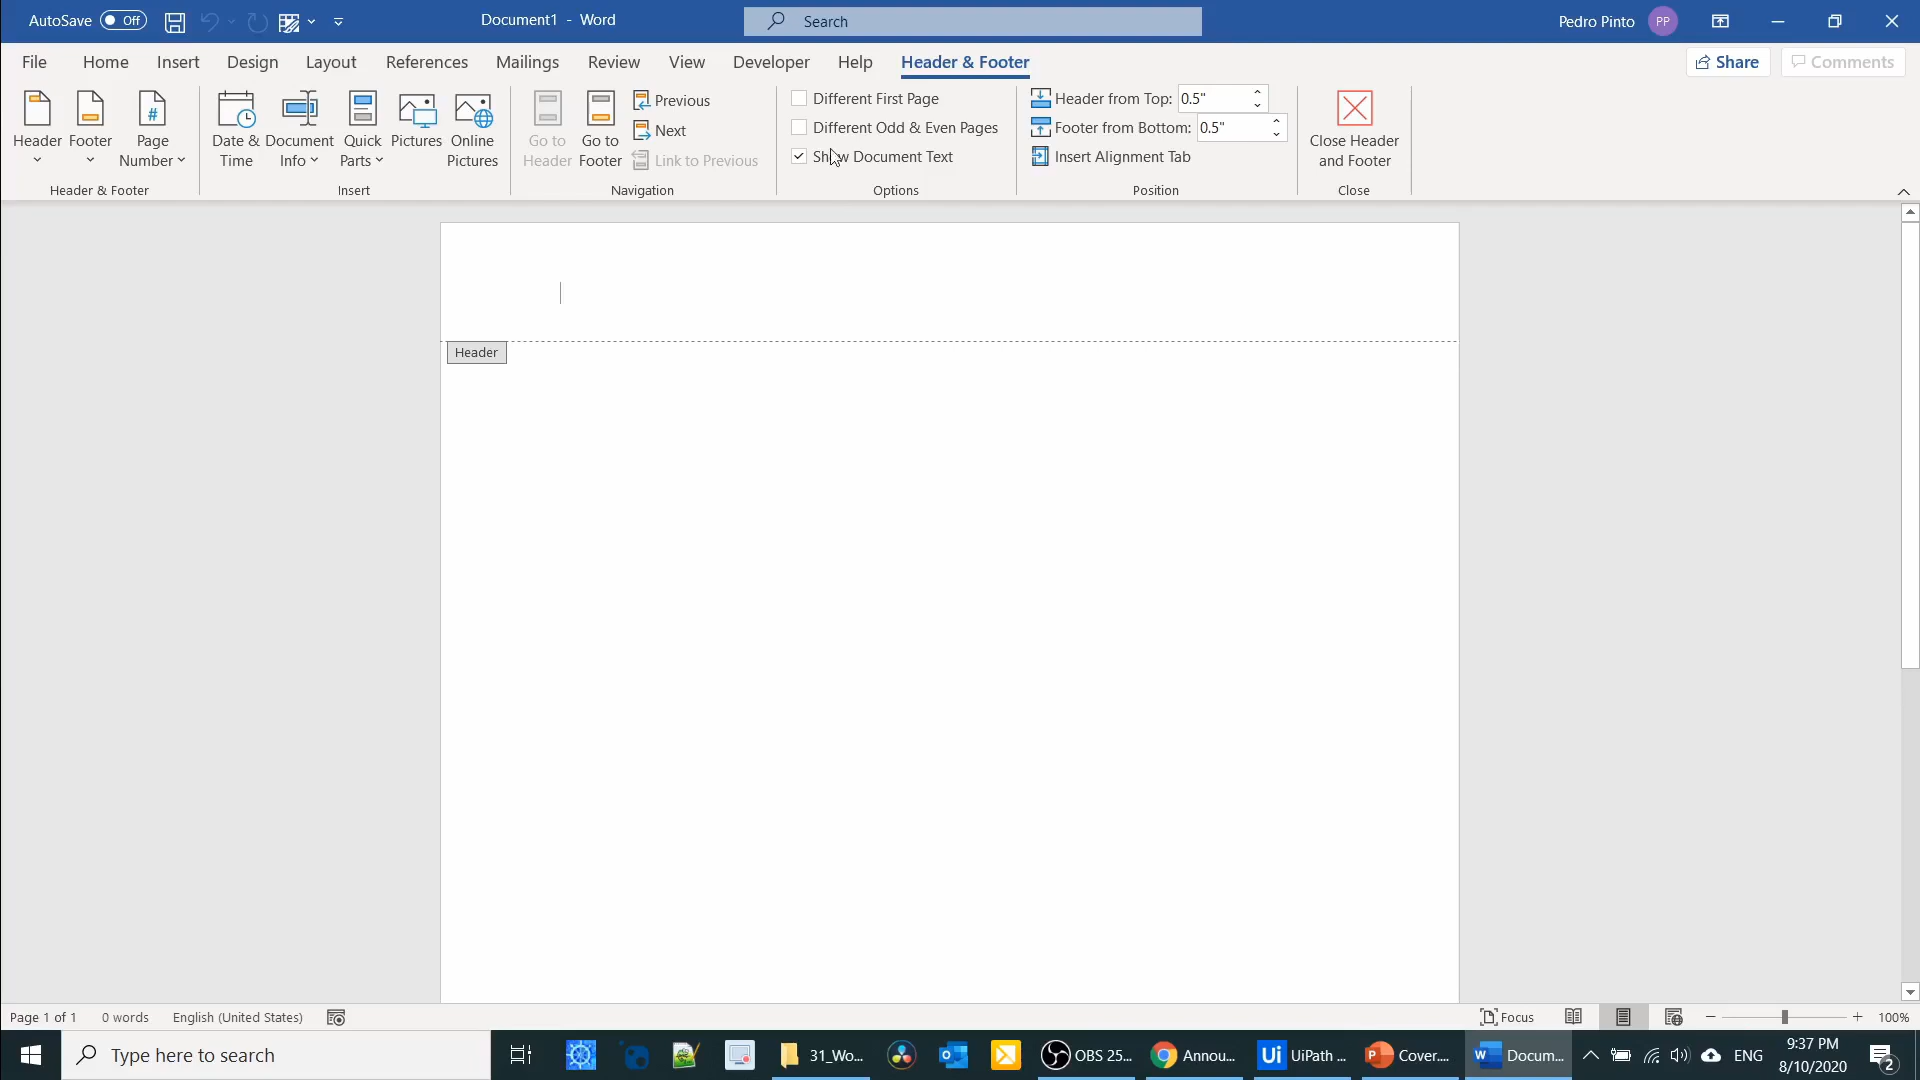 AutoSave Off
Document1 - Word
Search
Pedro Pinto PP
File Home Insert Design Layout References Mailings Review View Developer Help Header & Footer
Share
Comments
Header
Footer
Page
Number
#
Header & Footer
Date &
Time
Document
Info
Quick
Parts
Pictures
Online
Pictures
Insert
Go to
Header
Go to
Footer
Previous
Next
Link to Previous
Navigation
Different First Page
Different Odd & Even Pages
Show Document Text
Options
Header from Top: 0.5"
Footer from Bottom: 0.5"
Insert Alignment Tab
Position
Close Header
and Footer
Close
Header
Page 1 of 1 0 words English (United States)
Focus
100%
Type here to search
31_Wo...
OBS 25...
Annou...
Ui UiPath ...
Cover...
Docum...
ENG
9:37 PM
8/10/2020
2